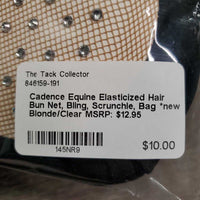 The Tack Collector
846159-191
Cadence Equine Elasticized Hair
Bun Net, Bling, Scrunchie, Bag *new
Blonde/Clear MSRP: $12.95
145NR9
$10.00